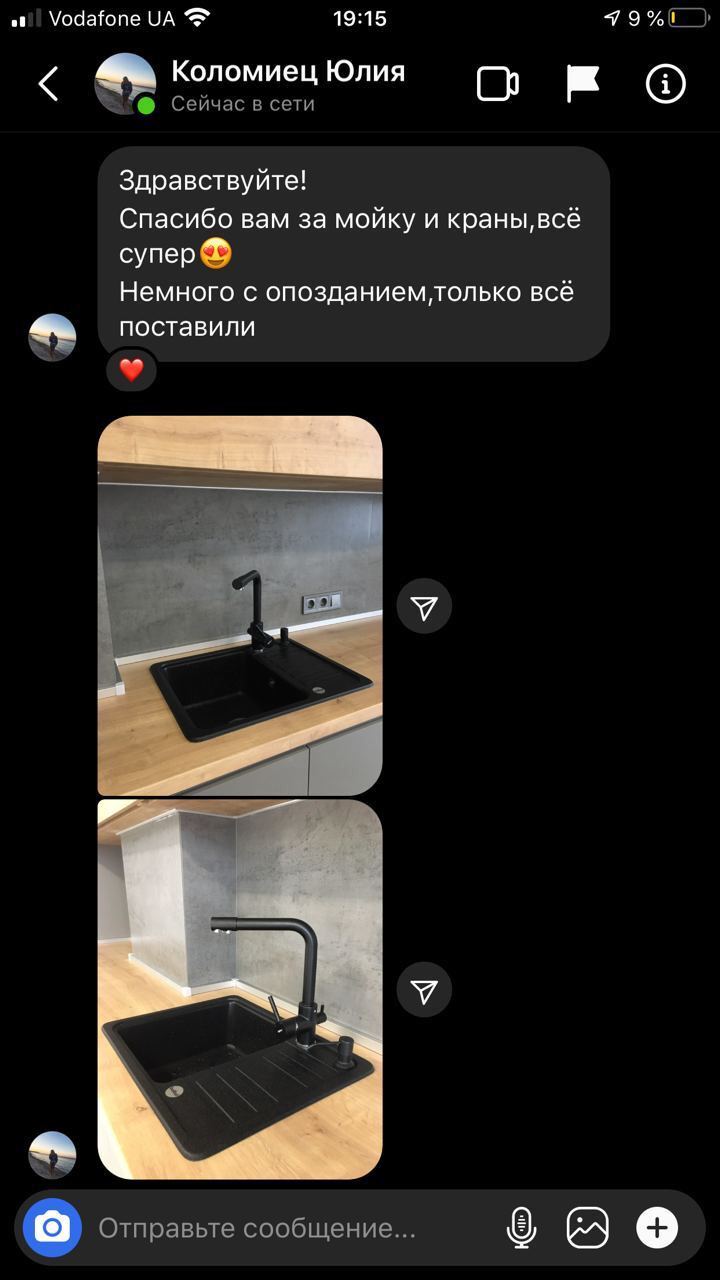 Vodafone UA 19:15 9 %
Коломиец Юлия
Сейчас в сети
Здравствуйте!
Спасибо вам за мойку и краны,всё
супер😍
Немного с опозданием,только всё
поставили
Отправьте сообщение...